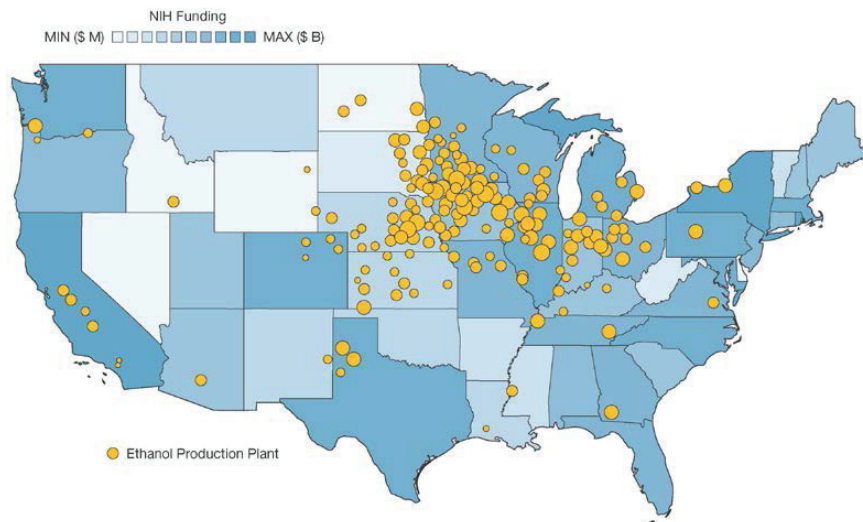 NIH Funding
MIN ($ M) MAX ($ B)
Ethanol Production Plant